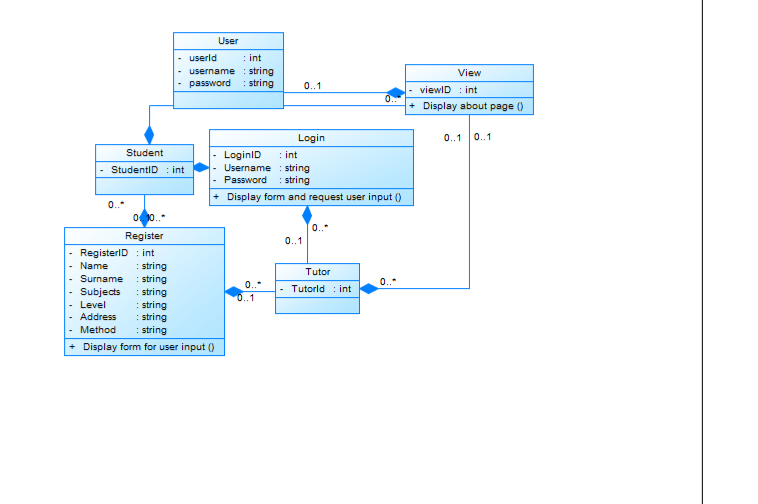 User
- userId : int
- username : string
- password : string
View
- viewID : int
+ Display about page ()
0..1
0..*
0..1
0..1
Login
- LoginID : int
- Username : string
- Password : string
+ Display form and request user input ()
Student
- StudentID : int
0..*
0..*
Register
- RegisterID : int
- Name : string
- Surname : string
- Subjects : string
- Level : string
- Address : string
- Method : string
+ Display form for user input ()
0..*
0..1
Tutor
- TutorId : int
0..*
0..1
0..*